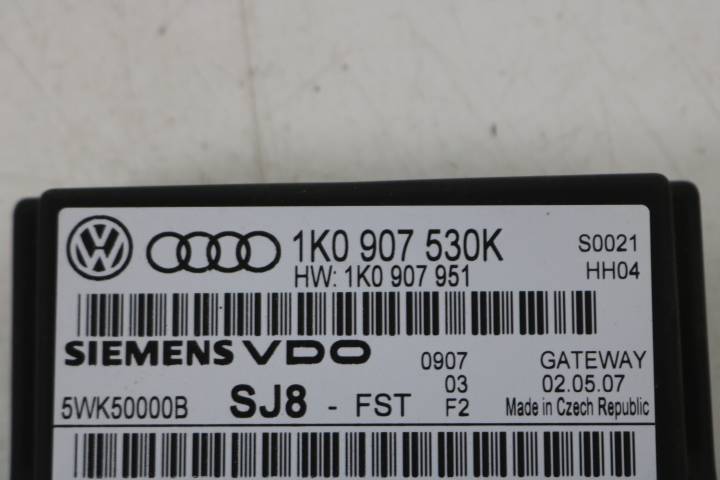 1K0 907 530K S0021
HW: 1K0 907 951 HH04
SIEMENS VDO 0907 GATEWAY
03 02.05.07
5WK50000B SJ8 - FST F2 Made in Czech Republic